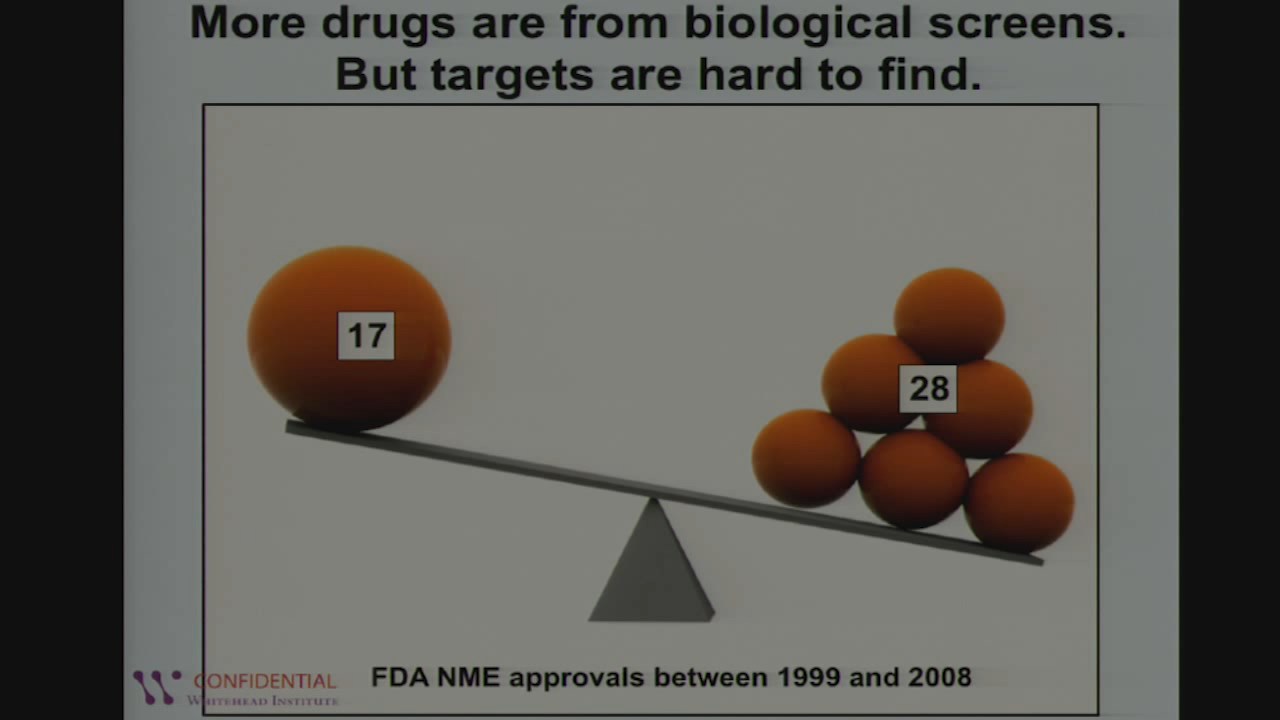 More drugs are from biological screens.
But targets are hard to find.
17
28
FDA NME approvals between 1999 and 2008
CONFIDENTIAL
WHITEHEAD INSTITUTE